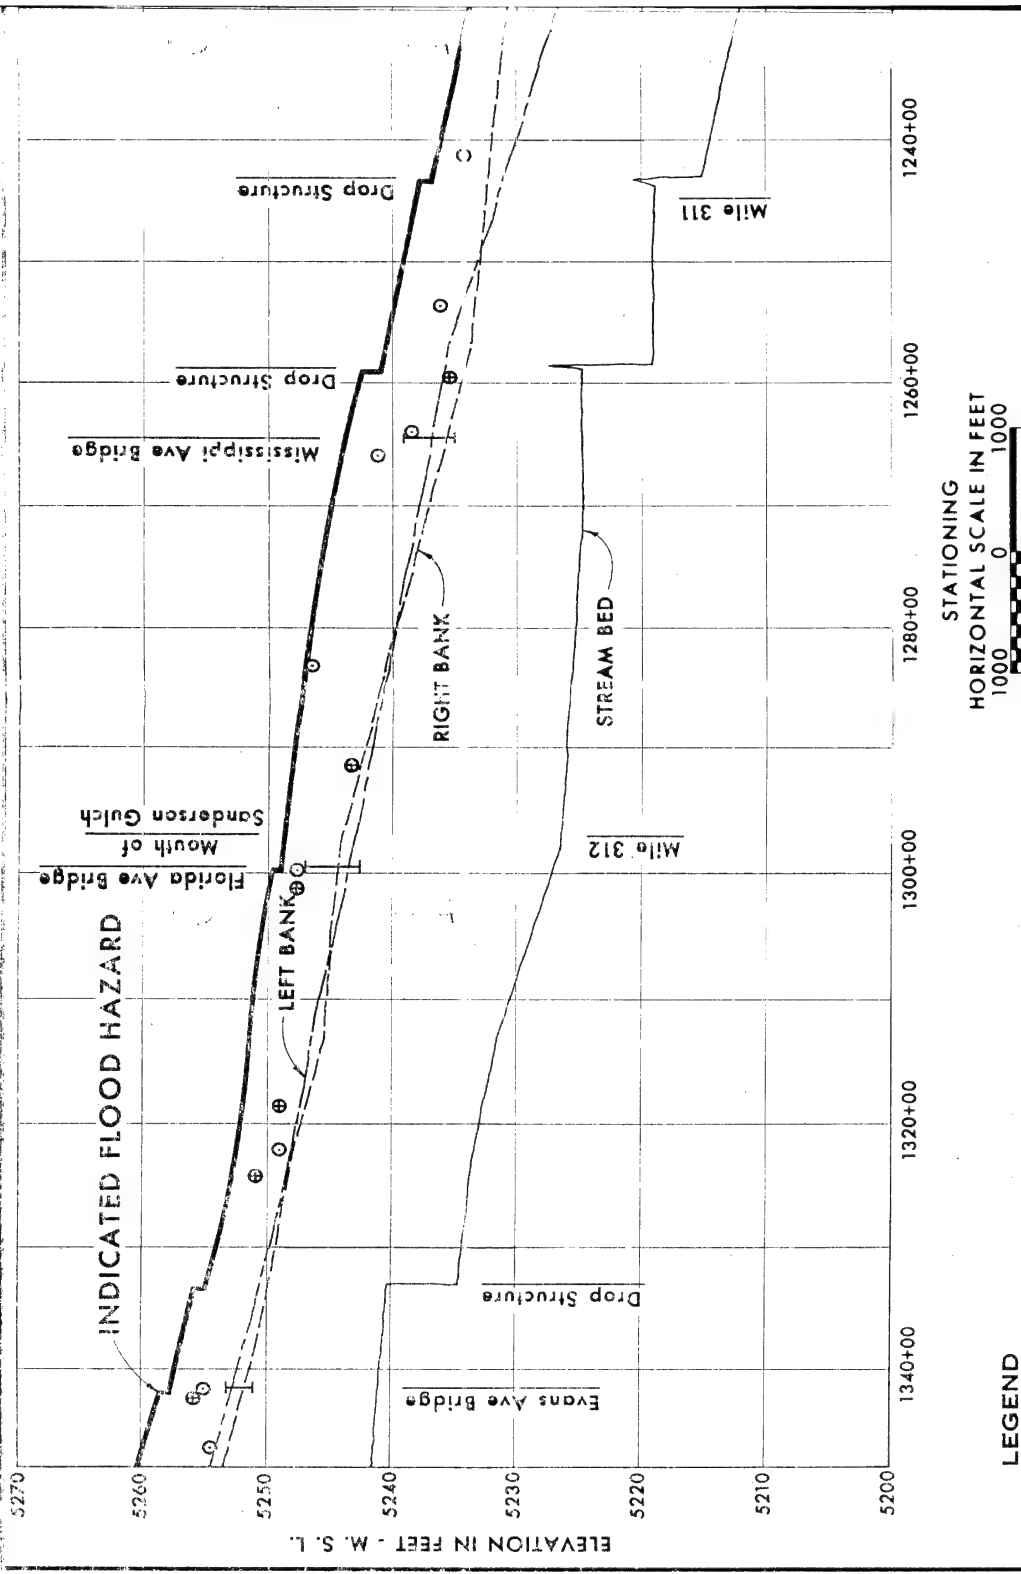 ELEVATION IN FEET - M. S. L.
5270
5260
5250
5240
5230
5220
5210
5200
INDICATED FLOOD HAZARD
LEFT BANK
RIGHT BANK
STREAM BED
Evans Ave Bridge
Drop Structure
Florida Ave Bridge
Mouth of
Sanderson Gulch
Mile 312
Mississippi Ave Bridge
Drop Structure
Drop Structure
Mile 311
1340+00
1320+00
1300+00
1280+00
1260+00
1240+00
STATIONING
HORIZONTAL SCALE IN FEET
1000 0 1000
LEGEND